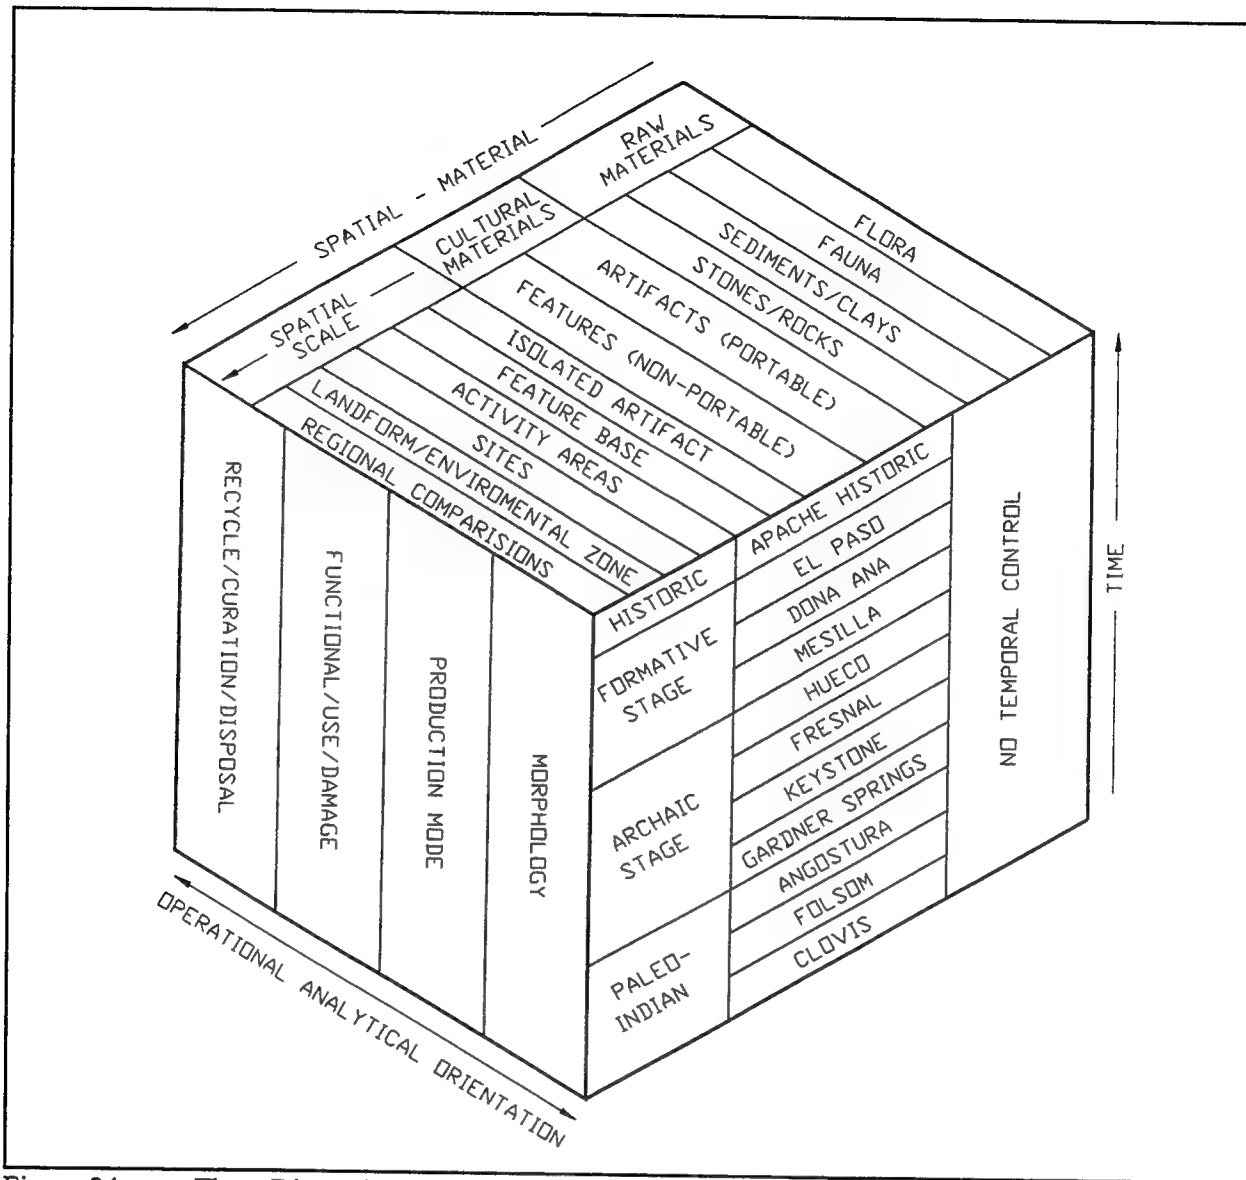 SPATIAL - MATERIAL
RAW
MATERIALS
CULTURAL
MATERIALS
SPATIAL
SCALE
FLORA
FAUNA
SEDIMENTS/CLAYS
STONES/ROCKS
ARTIFACTS (PORTABLE)
FEATURES (NON-PORTABLE)
ISOLATED ARTIFACT
FEATURE BASE
ACTIVITY AREAS
SITES
LANDFORM/ENVIROMENTAL ZONE
REGIONAL COMPARISIONS
RECYCLE/CURATION/DISPOSAL
FUNCTIONAL/USE/DAMAGE
PRODUCTION MODE
MORPHOLOGY
OPERATIONAL ANALYTICAL ORIENTATION
HISTORIC
FORMATIVE
STAGE
ARCHAIC
STAGE
PALEO-
INDIAN
APACHE HISTORIC
EL PASO
DONA ANA
MESILLA
HUECO
FRESNAL
KEYSTONE
GARDNER SPRINGS
ANGOSTURA
FOLSOM
CLOVIS
NO TEMPORAL CONTROL
TIME